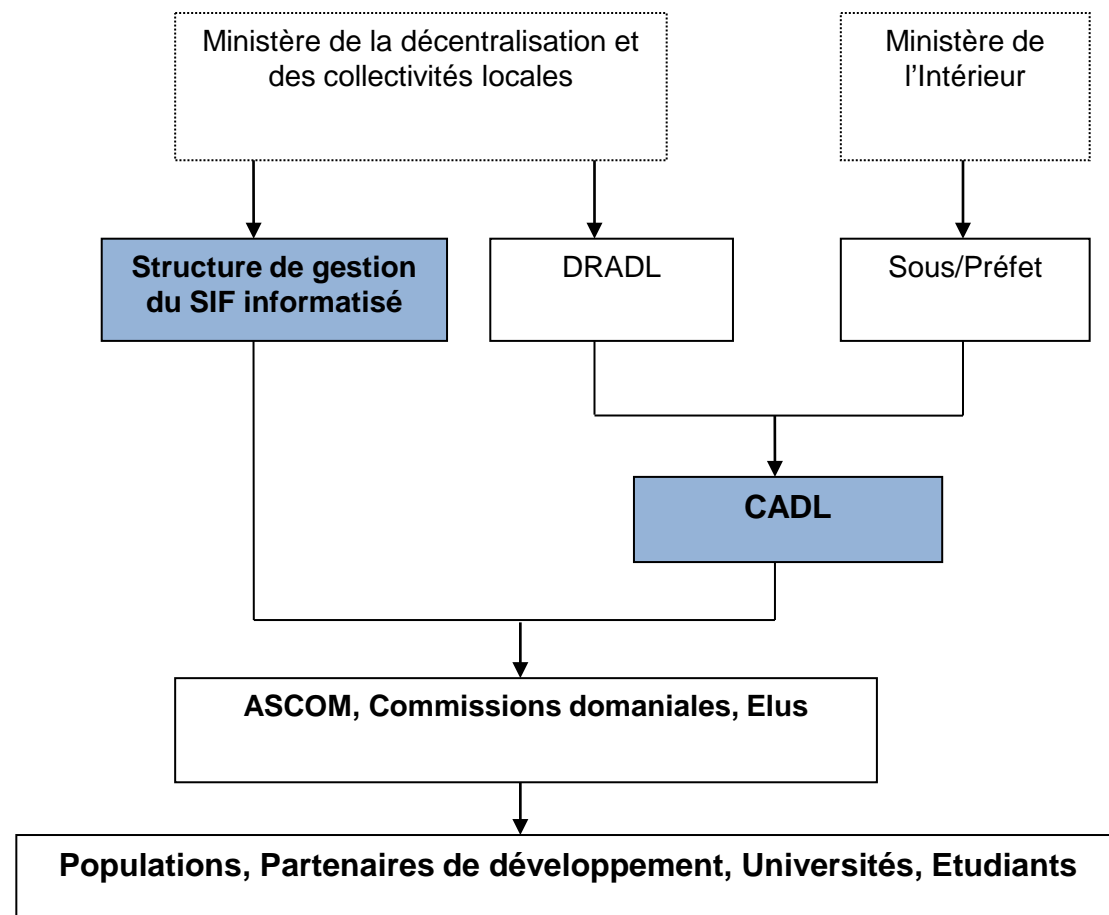 Ministère de la décentralisation et
des collectivités locales
Ministère de
l’Intérieur
Structure de gestion
du SIF informatisé
DRADL
Sous/Préfet
CADL
ASCOM, Commissions domaniales, Elus
Populations, Partenaires de développement, Universités, Etudiants